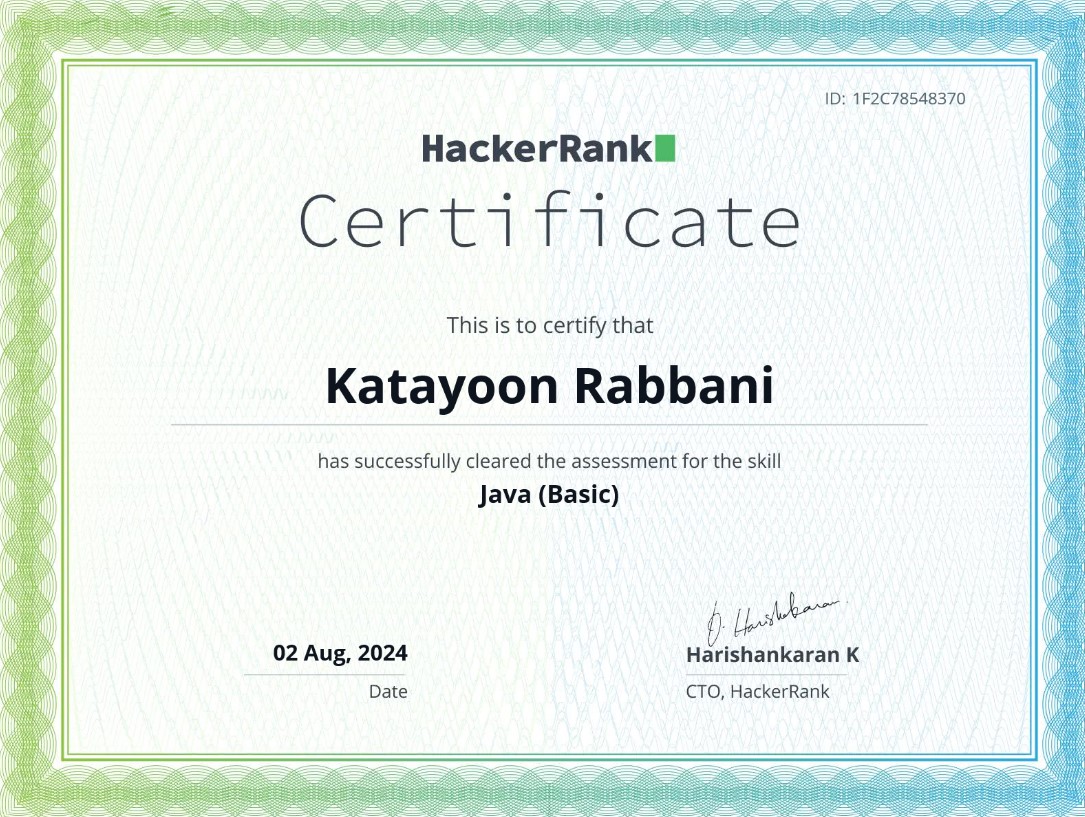 ID: 1F2C78548370
HackerRank
Certificate
This is to certify that
Katayoon Rabbani
has successfully cleared the assessment for the skill
Java (Basic)
02 Aug, 2024
Date
Harishankaran
Harishankaran K
CTO, HackerRank